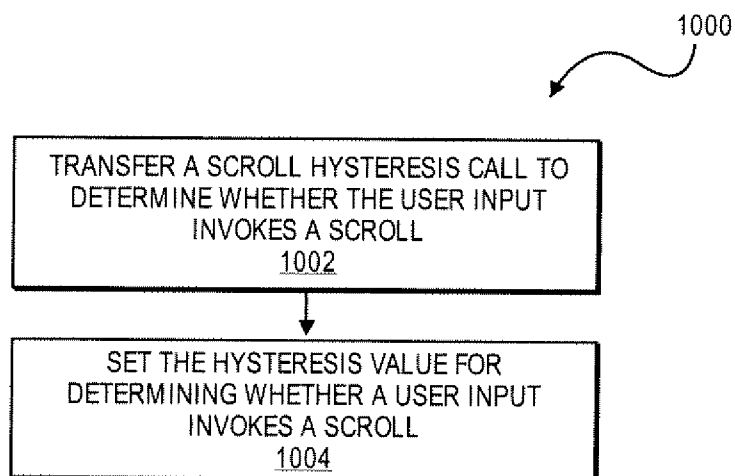 1000
TRANSFER A SCROLL HYSTERESIS CALL TO
DETERMINE WHETHER THE USER INPUT
INVOKES A SCROLL
1002
SET THE HYSTERESIS VALUE FOR
DETERMINING WHETHER A USER INPUT
INVOKES A SCROLL
1004